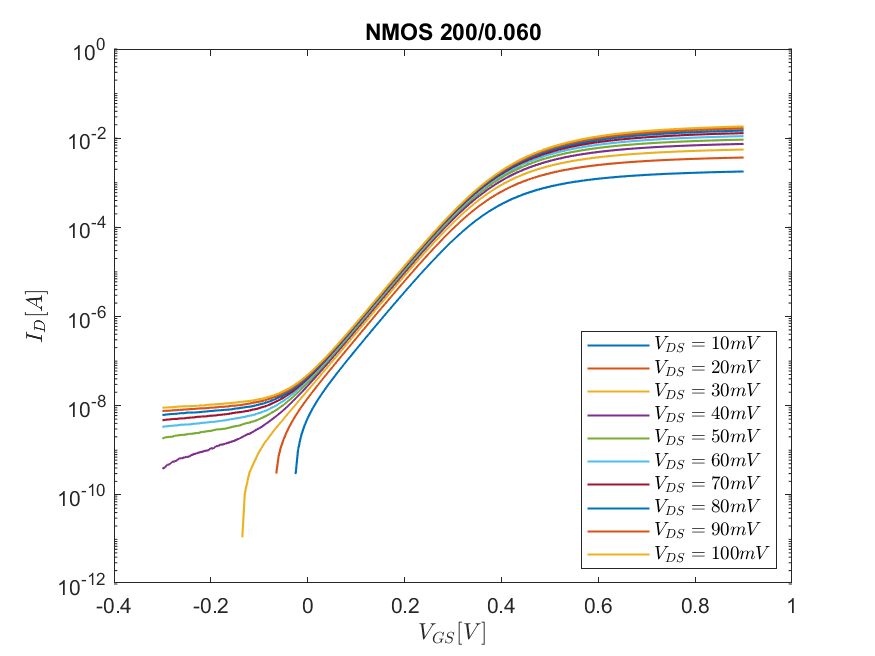 NMOS 200/0.060
10^0
10^-2
10^-4
10^-6
10^-8
10^-10
10^-12
I_D[A]
-0.4 -0.2 0 0.2 0.4 0.6 0.8 1
V_GS[V]
V_DS = 10mV
V_DS = 20mV
V_DS = 30mV
V_DS = 40mV
V_DS = 50mV
V_DS = 60mV
V_DS = 70mV
V_DS = 80mV
V_DS = 90mV
V_DS = 100mV